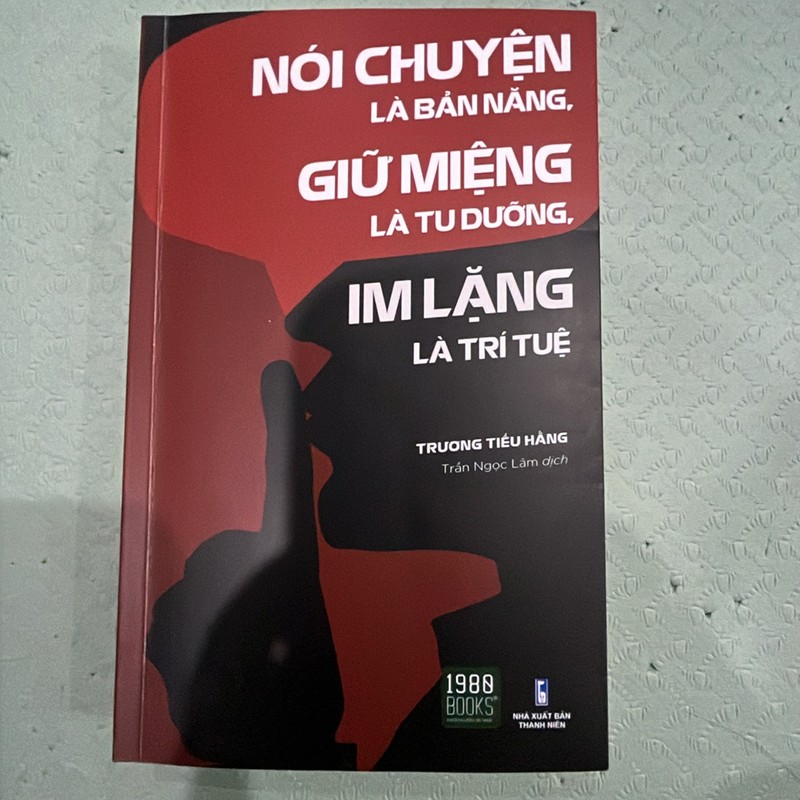 NÓI CHUYỆN
LÀ BẢN NĂNG,
GIỮ MIỆNG
LÀ TU DƯỠNG,
IM LẶNG
LÀ TRÍ TUỆ
TRƯƠNG TIẾU HẰNG
Trần Ngọc Lâm dịch
1980
BOOKS
NHÀ XUẤT BẢN
THANH NIÊN